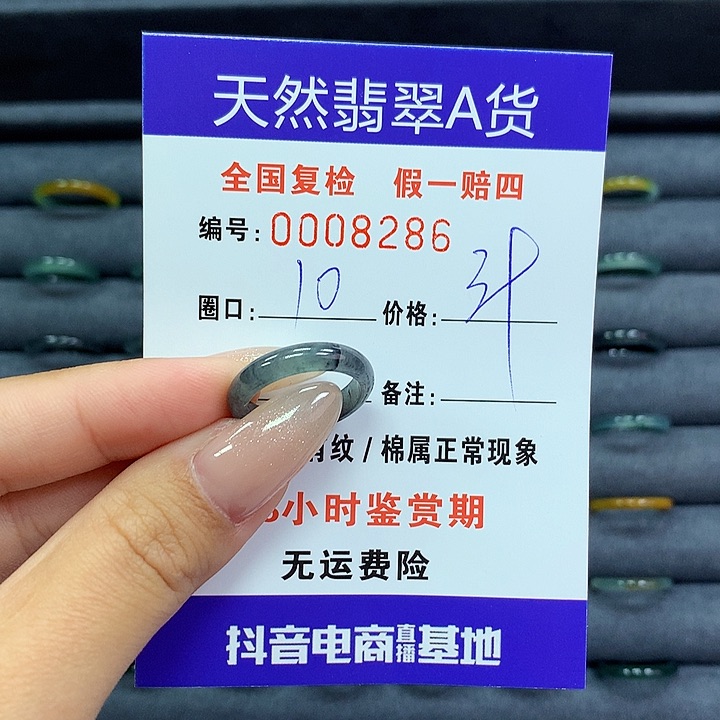 天然翡翠A货
全国复检 假一赔四
编号: 0008286
圈口: 10 价格:
备注:
纹/棉属正常现象
小时鉴赏期
无运费险
抖音电商直播基地